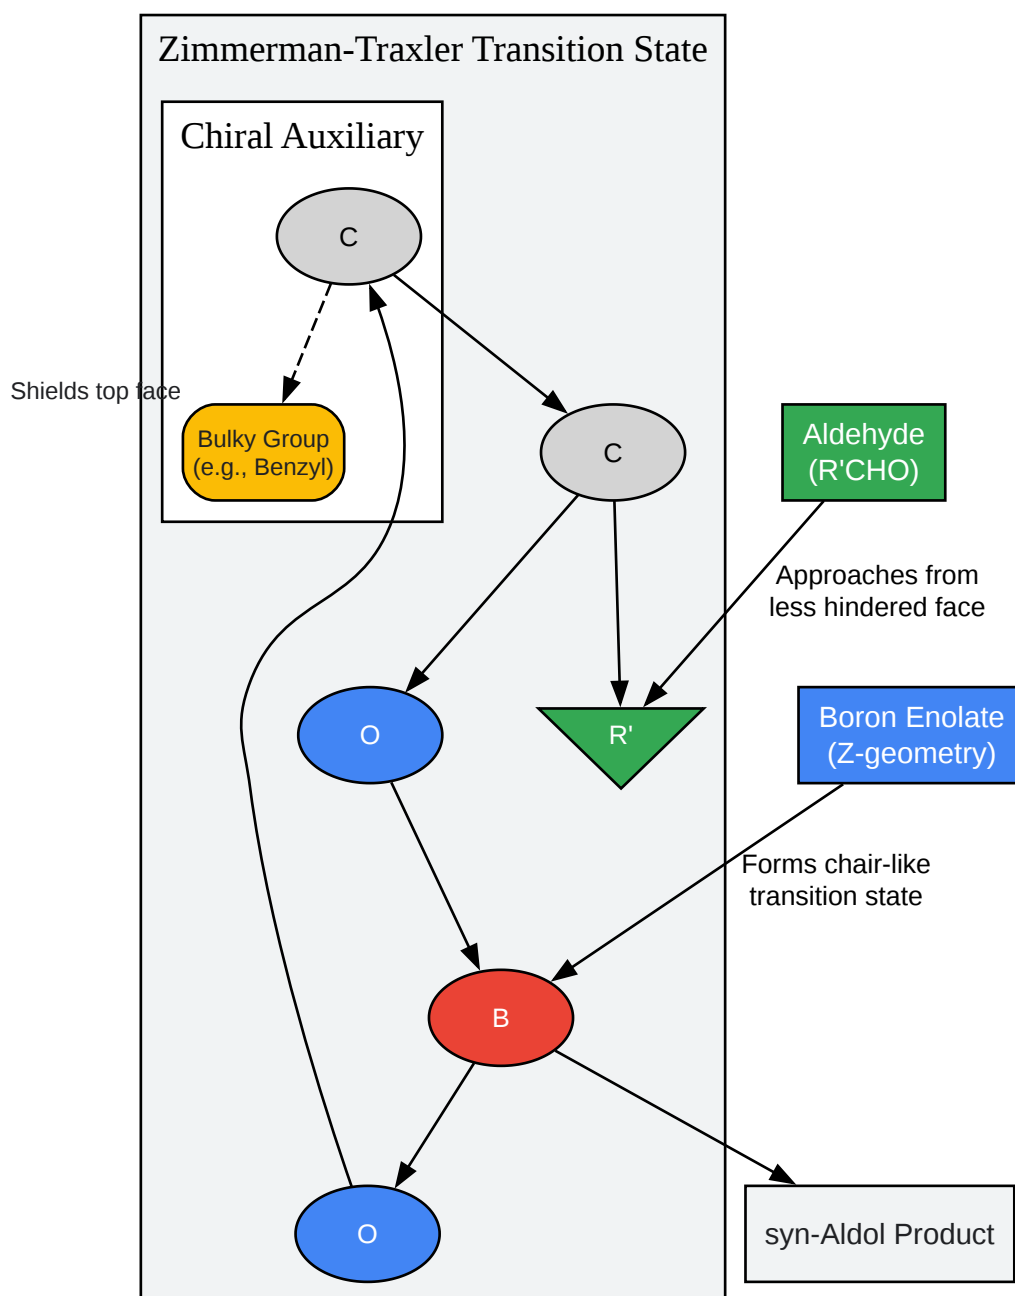 Zimmerman-Traxler Transition State
Chiral Auxiliary
C
Shields top face
Bulky Group
(e.g., Benzyl)
C
Aldehyde
(R'CHO)
Approaches from
less hindered face
O
R'
Boron Enolate
(Z-geometry)
Forms chair-like
transition state
B
O
syn-Aldol Product